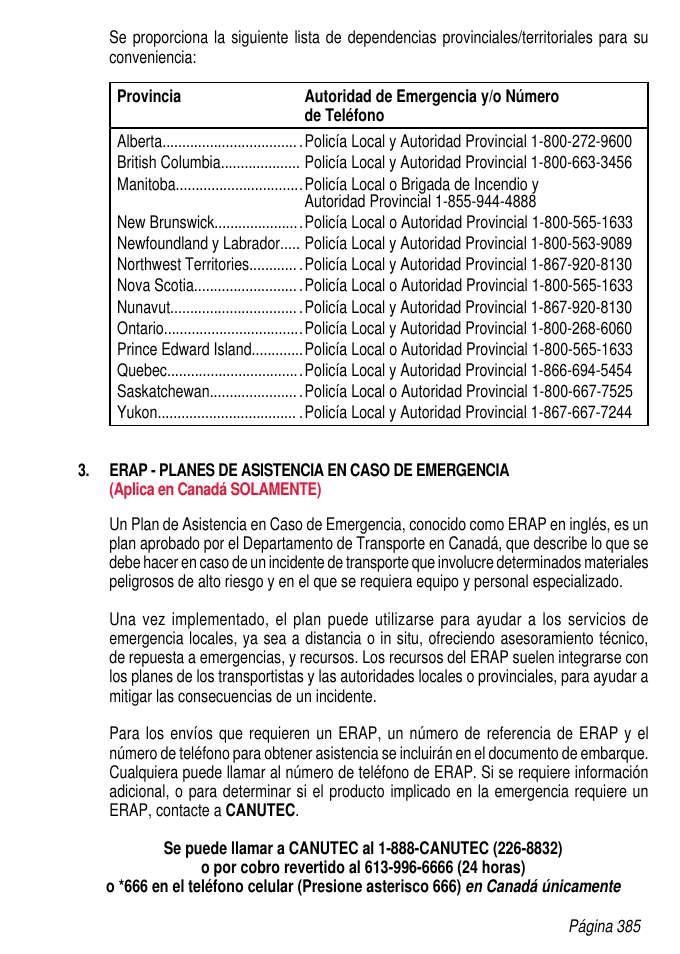 Se proporciona la siguiente lista de dependencias provinciales/territoriales para su
conveniencia:
Provincia Autoridad de Emergencia y/o Número
de Teléfono
Alberta.................................. .Policía Local y Autoridad Provincial 1-800-272-9600
British Columbia.................... Policía Local y Autoridad Provincial 1-800-663-3456
Manitoba................................Policía Local o Brigada de Incendio y
Autoridad Provincial 1-855-944-4888
New Brunswick..................... .Policía Local o Autoridad Provincial 1-800-565-1633
Newfoundland y Labrador..... Policía Local y Autoridad Provincial 1-800-563-9089
Northwest Territories............ .Policía Local y Autoridad Provincial 1-867-920-8130
Nova Scotia.......................... .Policía Local o Autoridad Provincial 1-800-565-1633
Nunavut................................ .Policía Local y Autoridad Provincial 1-867-920-8130
Ontario...................................Policía Local y Autoridad Provincial 1-800-268-6060
Prince Edward Island.............Policía Local o Autoridad Provincial 1-800-565-1633
Quebec................................. .Policía Local y Autoridad Provincial 1-866-694-5454
Saskatchewan...................... .Policía Local o Autoridad Provincial 1-800-667-7525
Yukon................................... .Policía Local y Autoridad Provincial 1-867-667-7244
3. ERAP - PLANES DE ASISTENCIA EN CASO DE EMERGENCIA
(Aplica en Canadá SOLAMENTE)
Un Plan de Asistencia en Caso de Emergencia, conocido como ERAP en inglés, es un
plan aprobado por el Departamento de Transporte en Canadá, que describe lo que se
debe hacer en caso de un incidente de transporte que involucre determinados materiales
peligrosos de alto riesgo y en el que se requiera equipo y personal especializado.
Una vez implementado, el plan puede utilizarse para ayudar a los servicios de
emergencia locales, ya sea a distancia o in situ, ofreciendo asesoramiento técnico,
de repuesta a emergencias, y recursos. Los recursos del ERAP suelen integrarse con
los planes de los transportistas y las autoridades locales o provinciales, para ayudar a
mitigar las consecuencias de un incidente.
Para los envíos que requieren un ERAP, un número de referencia de ERAP y el
número de teléfono para obtener asistencia se incluirán en el documento de embarque.
Cualquiera puede llamar al número de teléfono de ERAP. Si se requiere información
adicional, o para determinar si el producto implicado en la emergencia requiere un
ERAP, contacte a CANUTEC.
Se puede llamar a CANUTEC al 1-888-CANUTEC (226-8832)
o por cobro revertido al 613-996-6666 (24 horas)
o *666 en el teléfono celular (Presione asterisco 666) en Canadá únicamente
Página 385